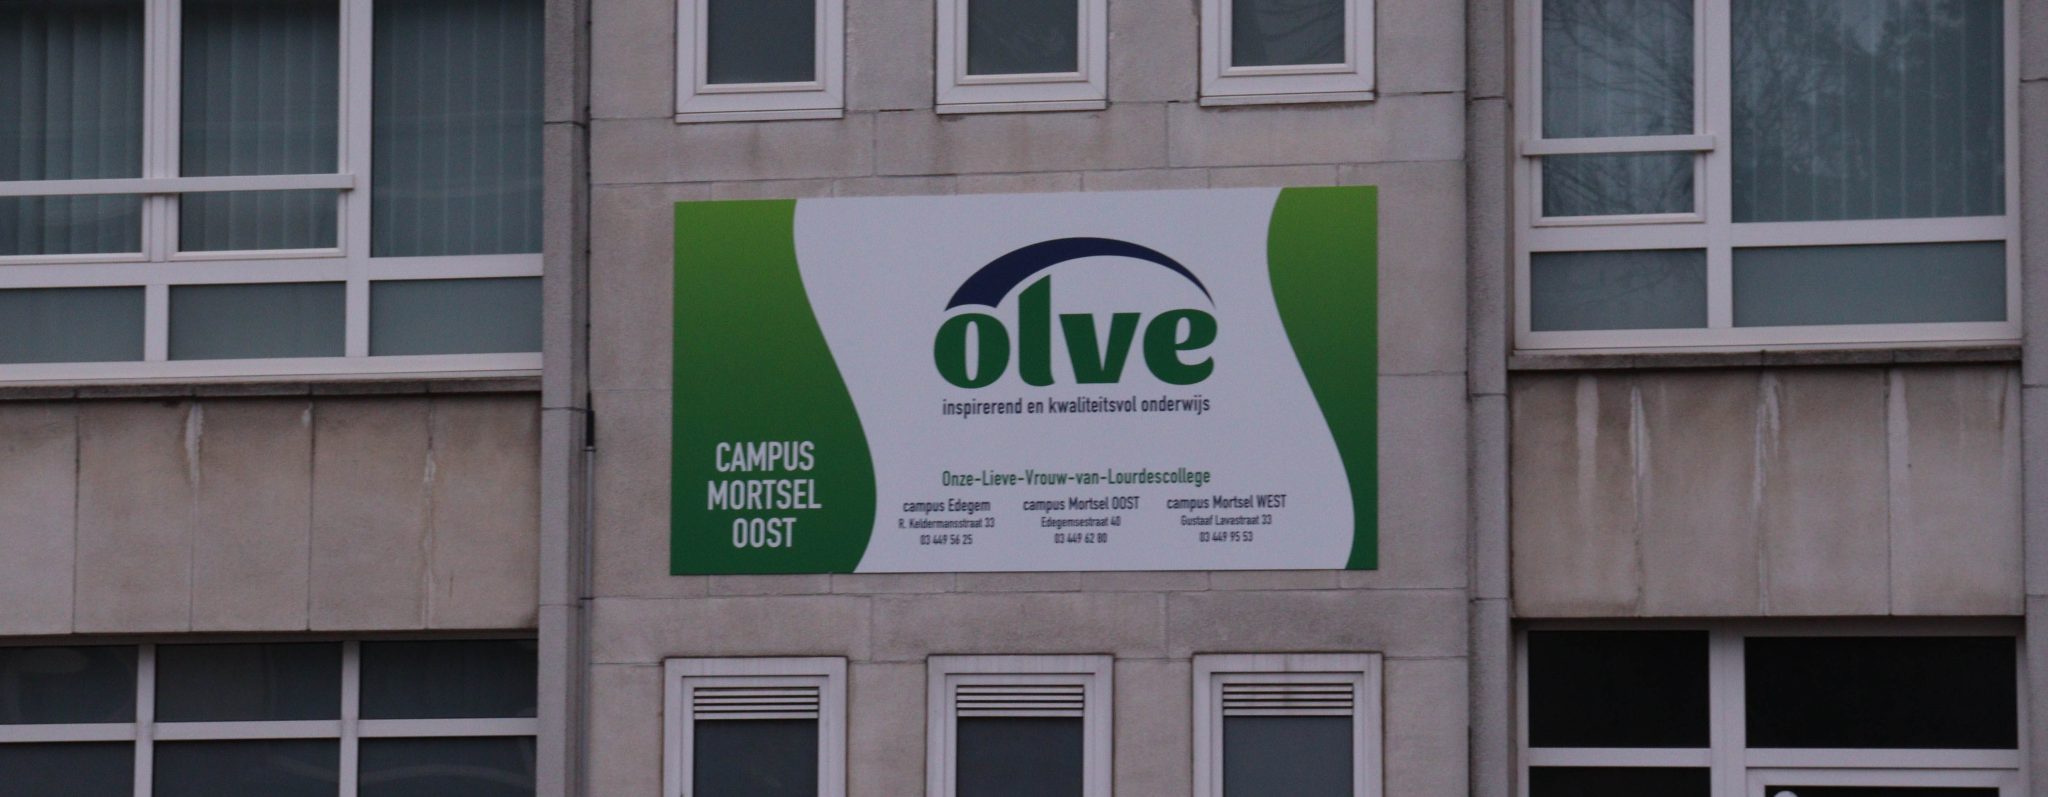 olve
inspirerend en kwaliteitsvol onderwijs
CAMPUS
MORTSEL
OOST
Onze-Lieve-Vrouw-van-Lourdescollege
campus Edegem
R. Keldermansstraat 33
03 449 56 25
campus Mortsel OOST
Edegemsestraat 40
03 449 62 80
campus Mortsel WEST
Gustaaf Lavastraat 33
03 449 95 53